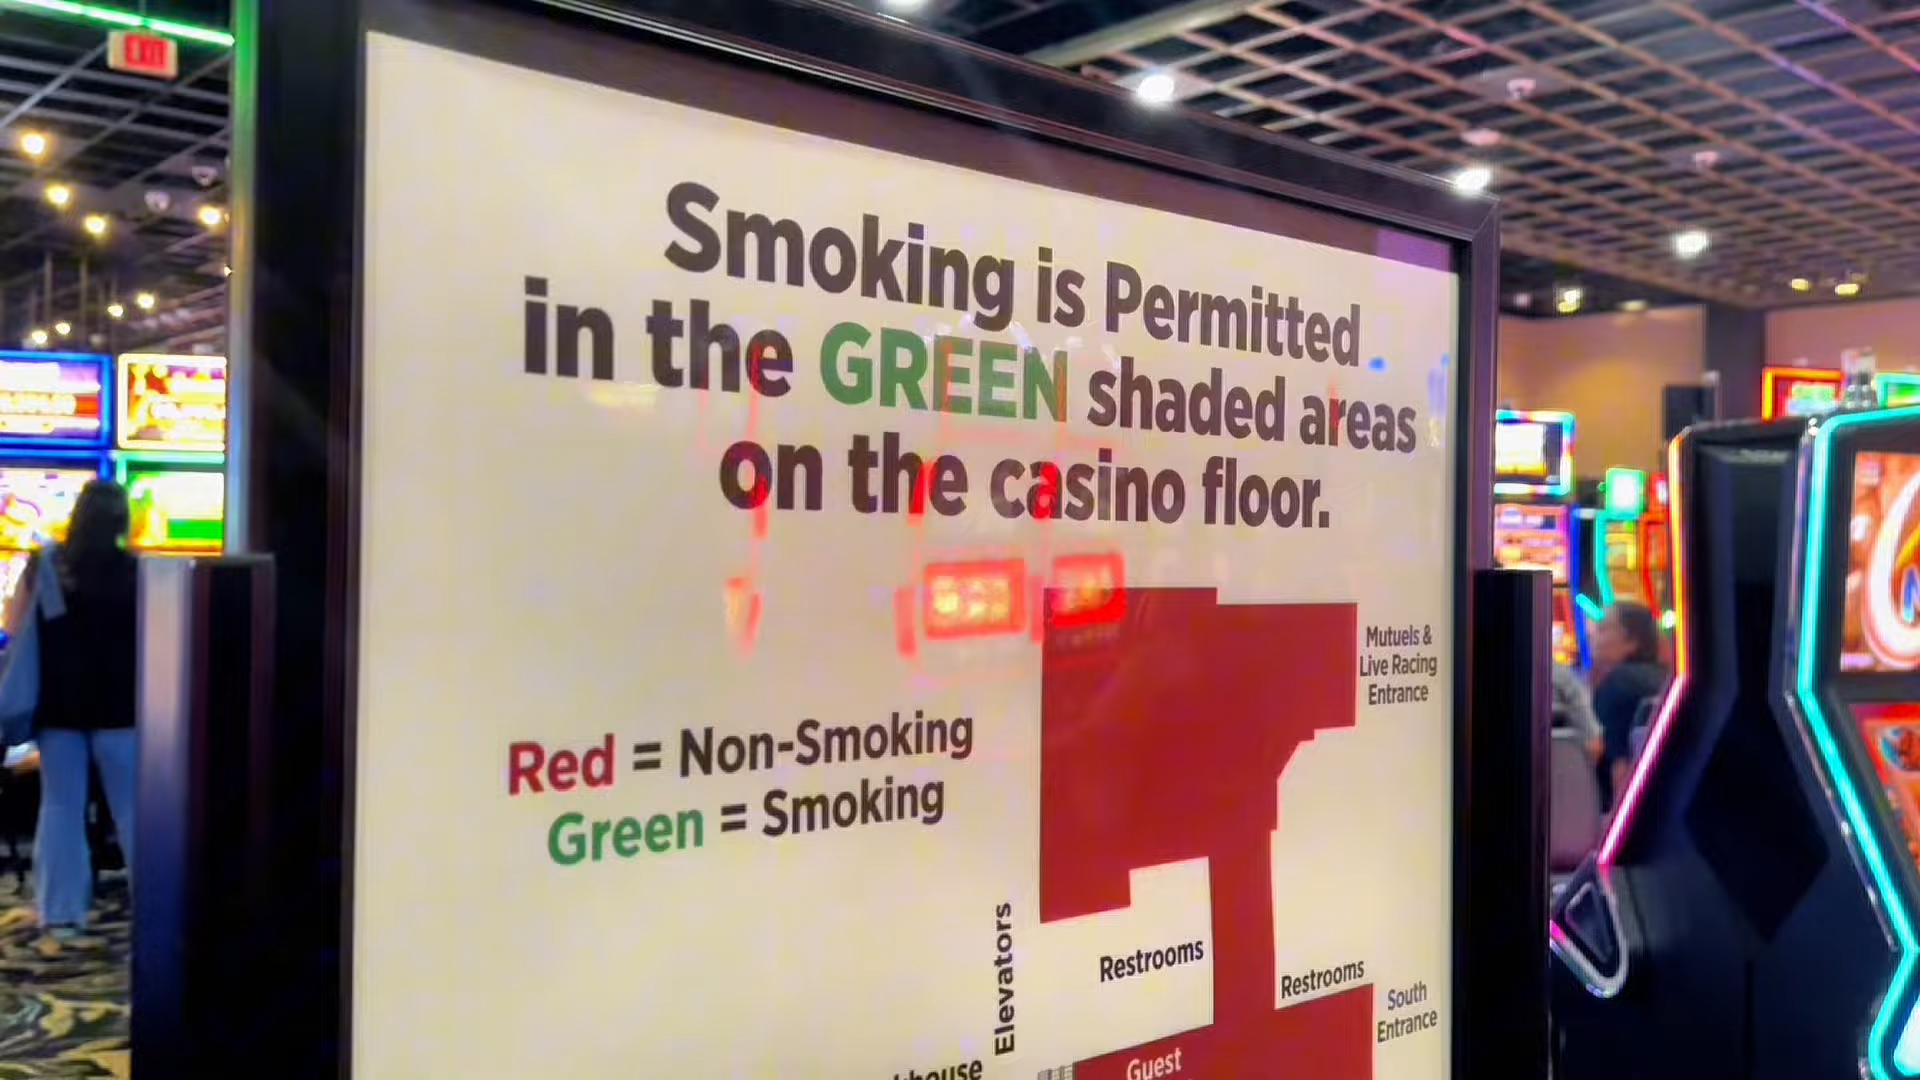 EXIT
Smoking is Permitted
in the GREEN shaded areas
on the casino floor.
Mutuels &
Live Racing
Entrance
Red = Non-Smoking
Green = Smoking
Elevators
Restrooms
Restrooms
South
Entrance
Guest